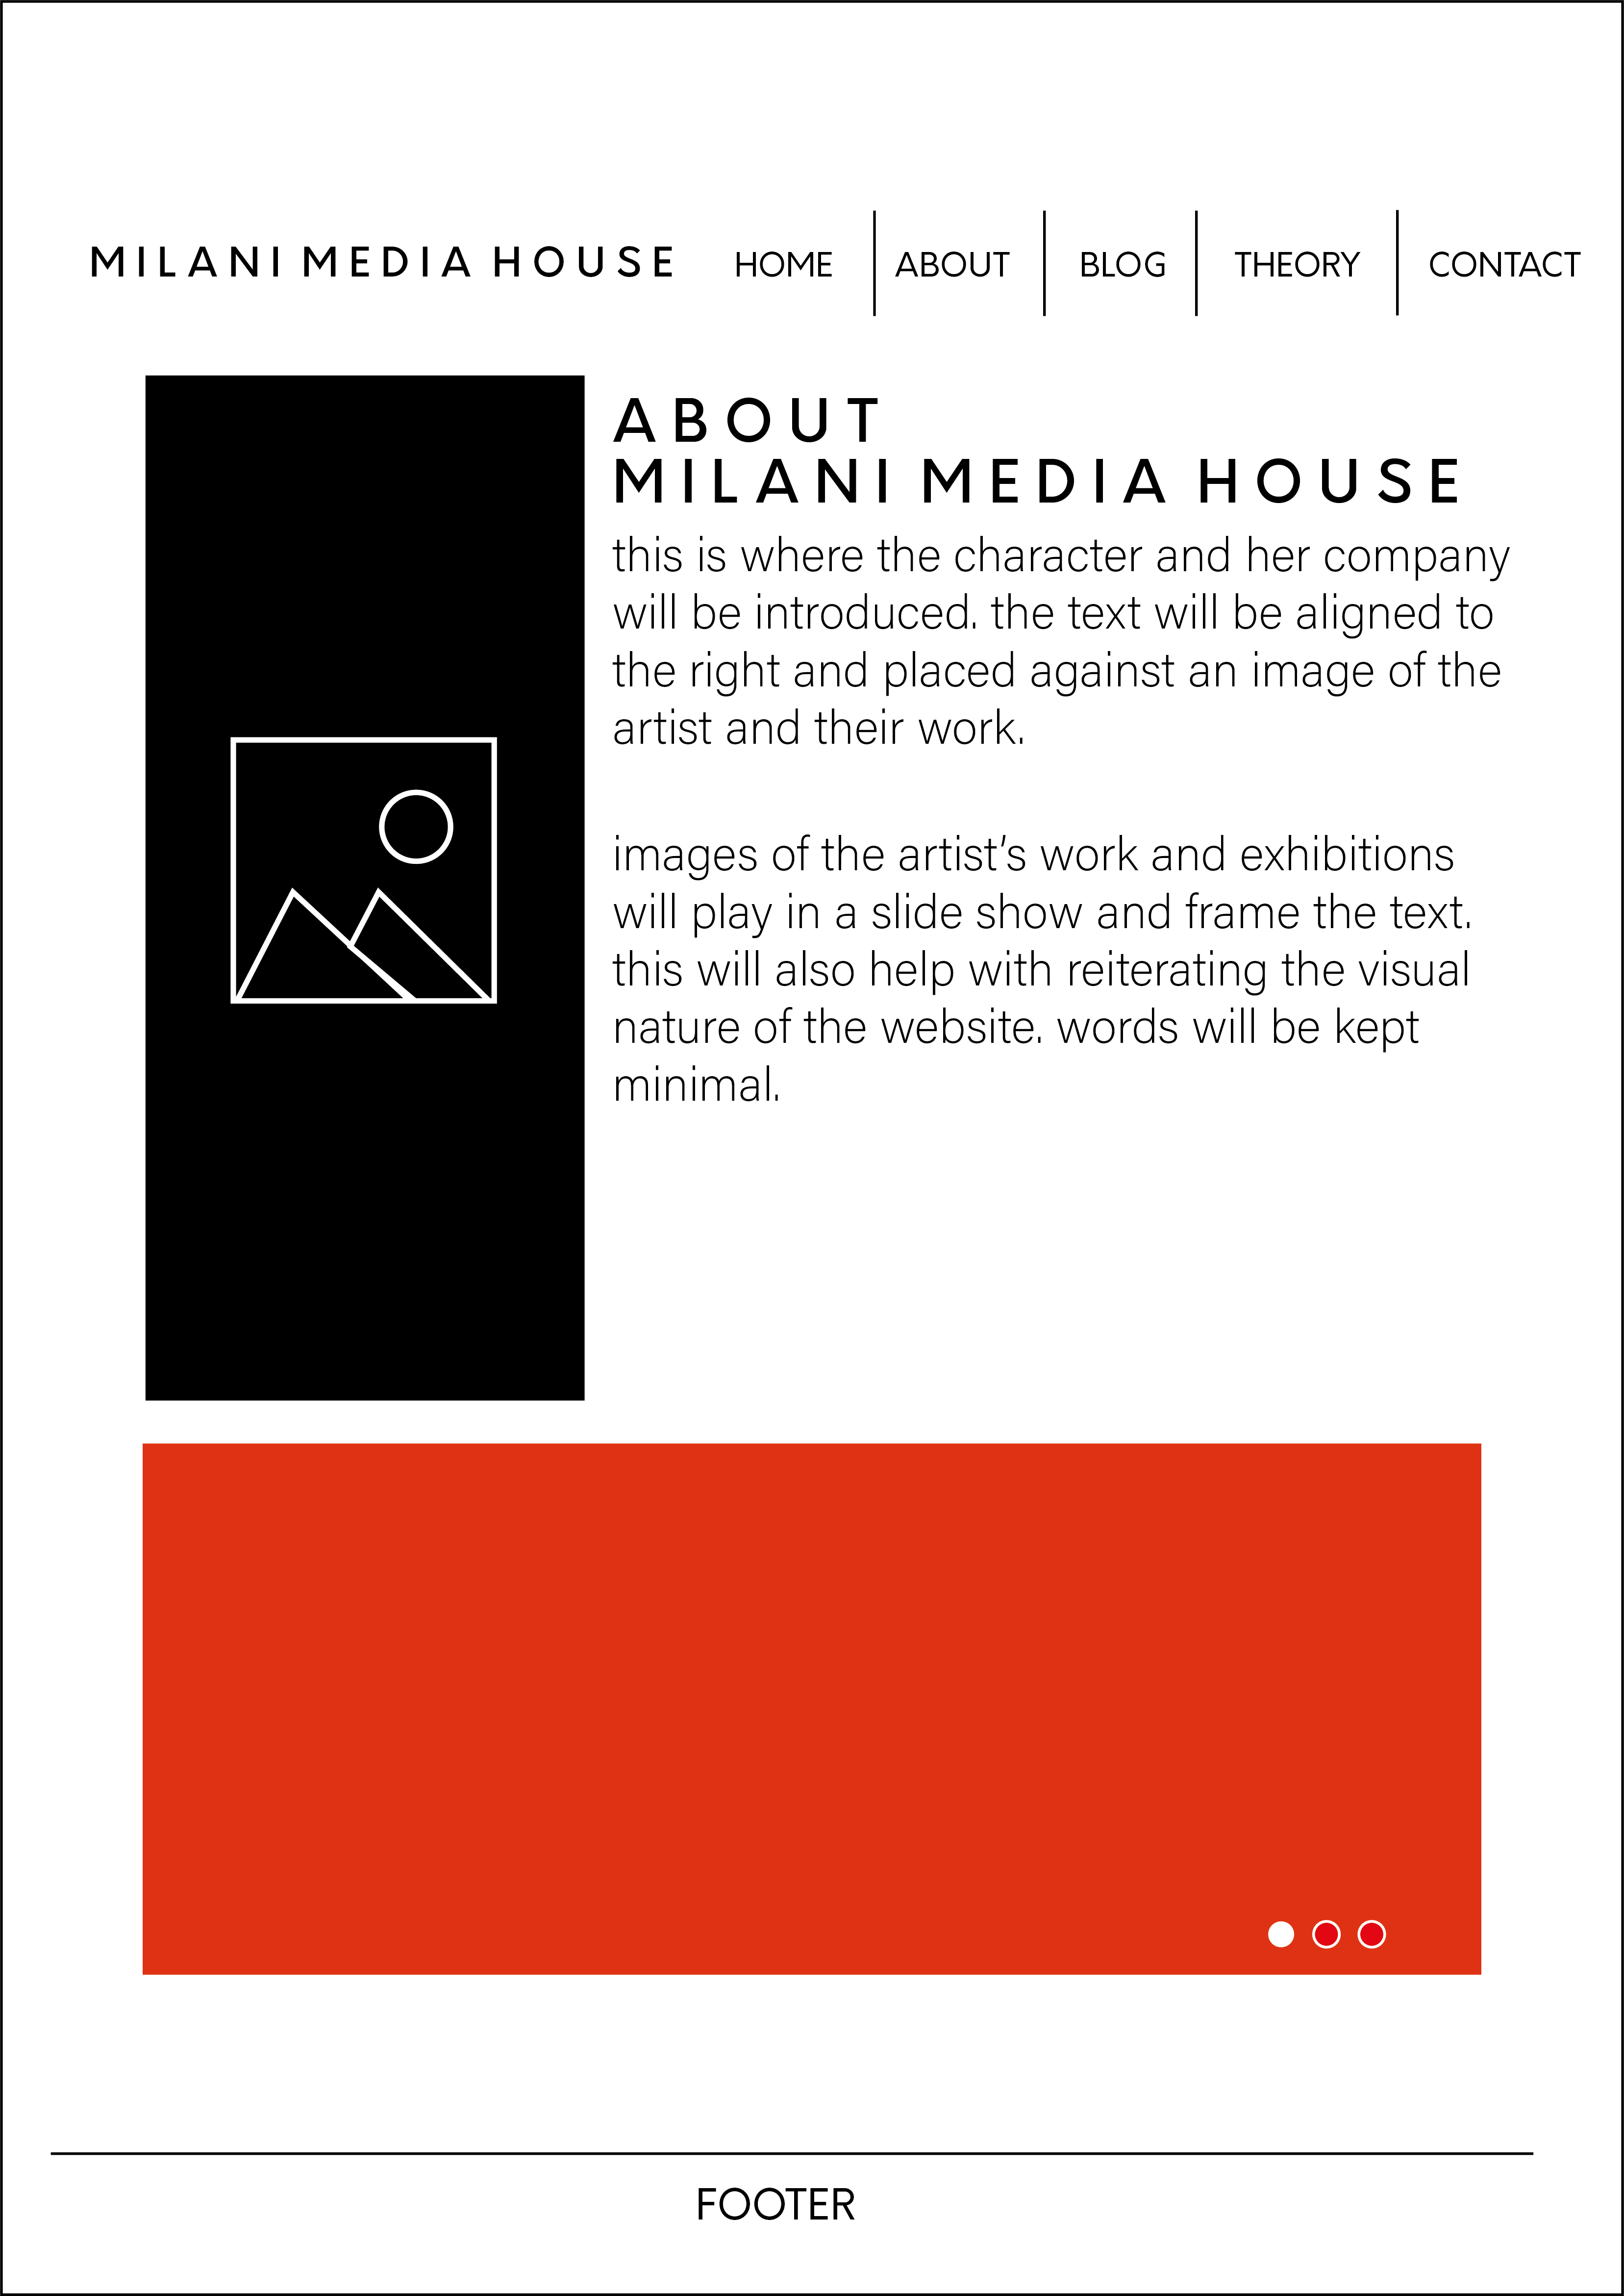 MILANI MEDIA HOUSE HOME ABOUT BLOG THEORY CONTACT
ABOUT
MILANI MEDIA HOUSE
this is where the character and her company
will be introduced. the text will be aligned to
the right and placed against an image of the
artist and their work.
images of the artist’s work and exhibitions
will play in a slide show and frame the text.
this will also help with reiterating the visual
nature of the website. words will be kept
minimal.
FOOTER